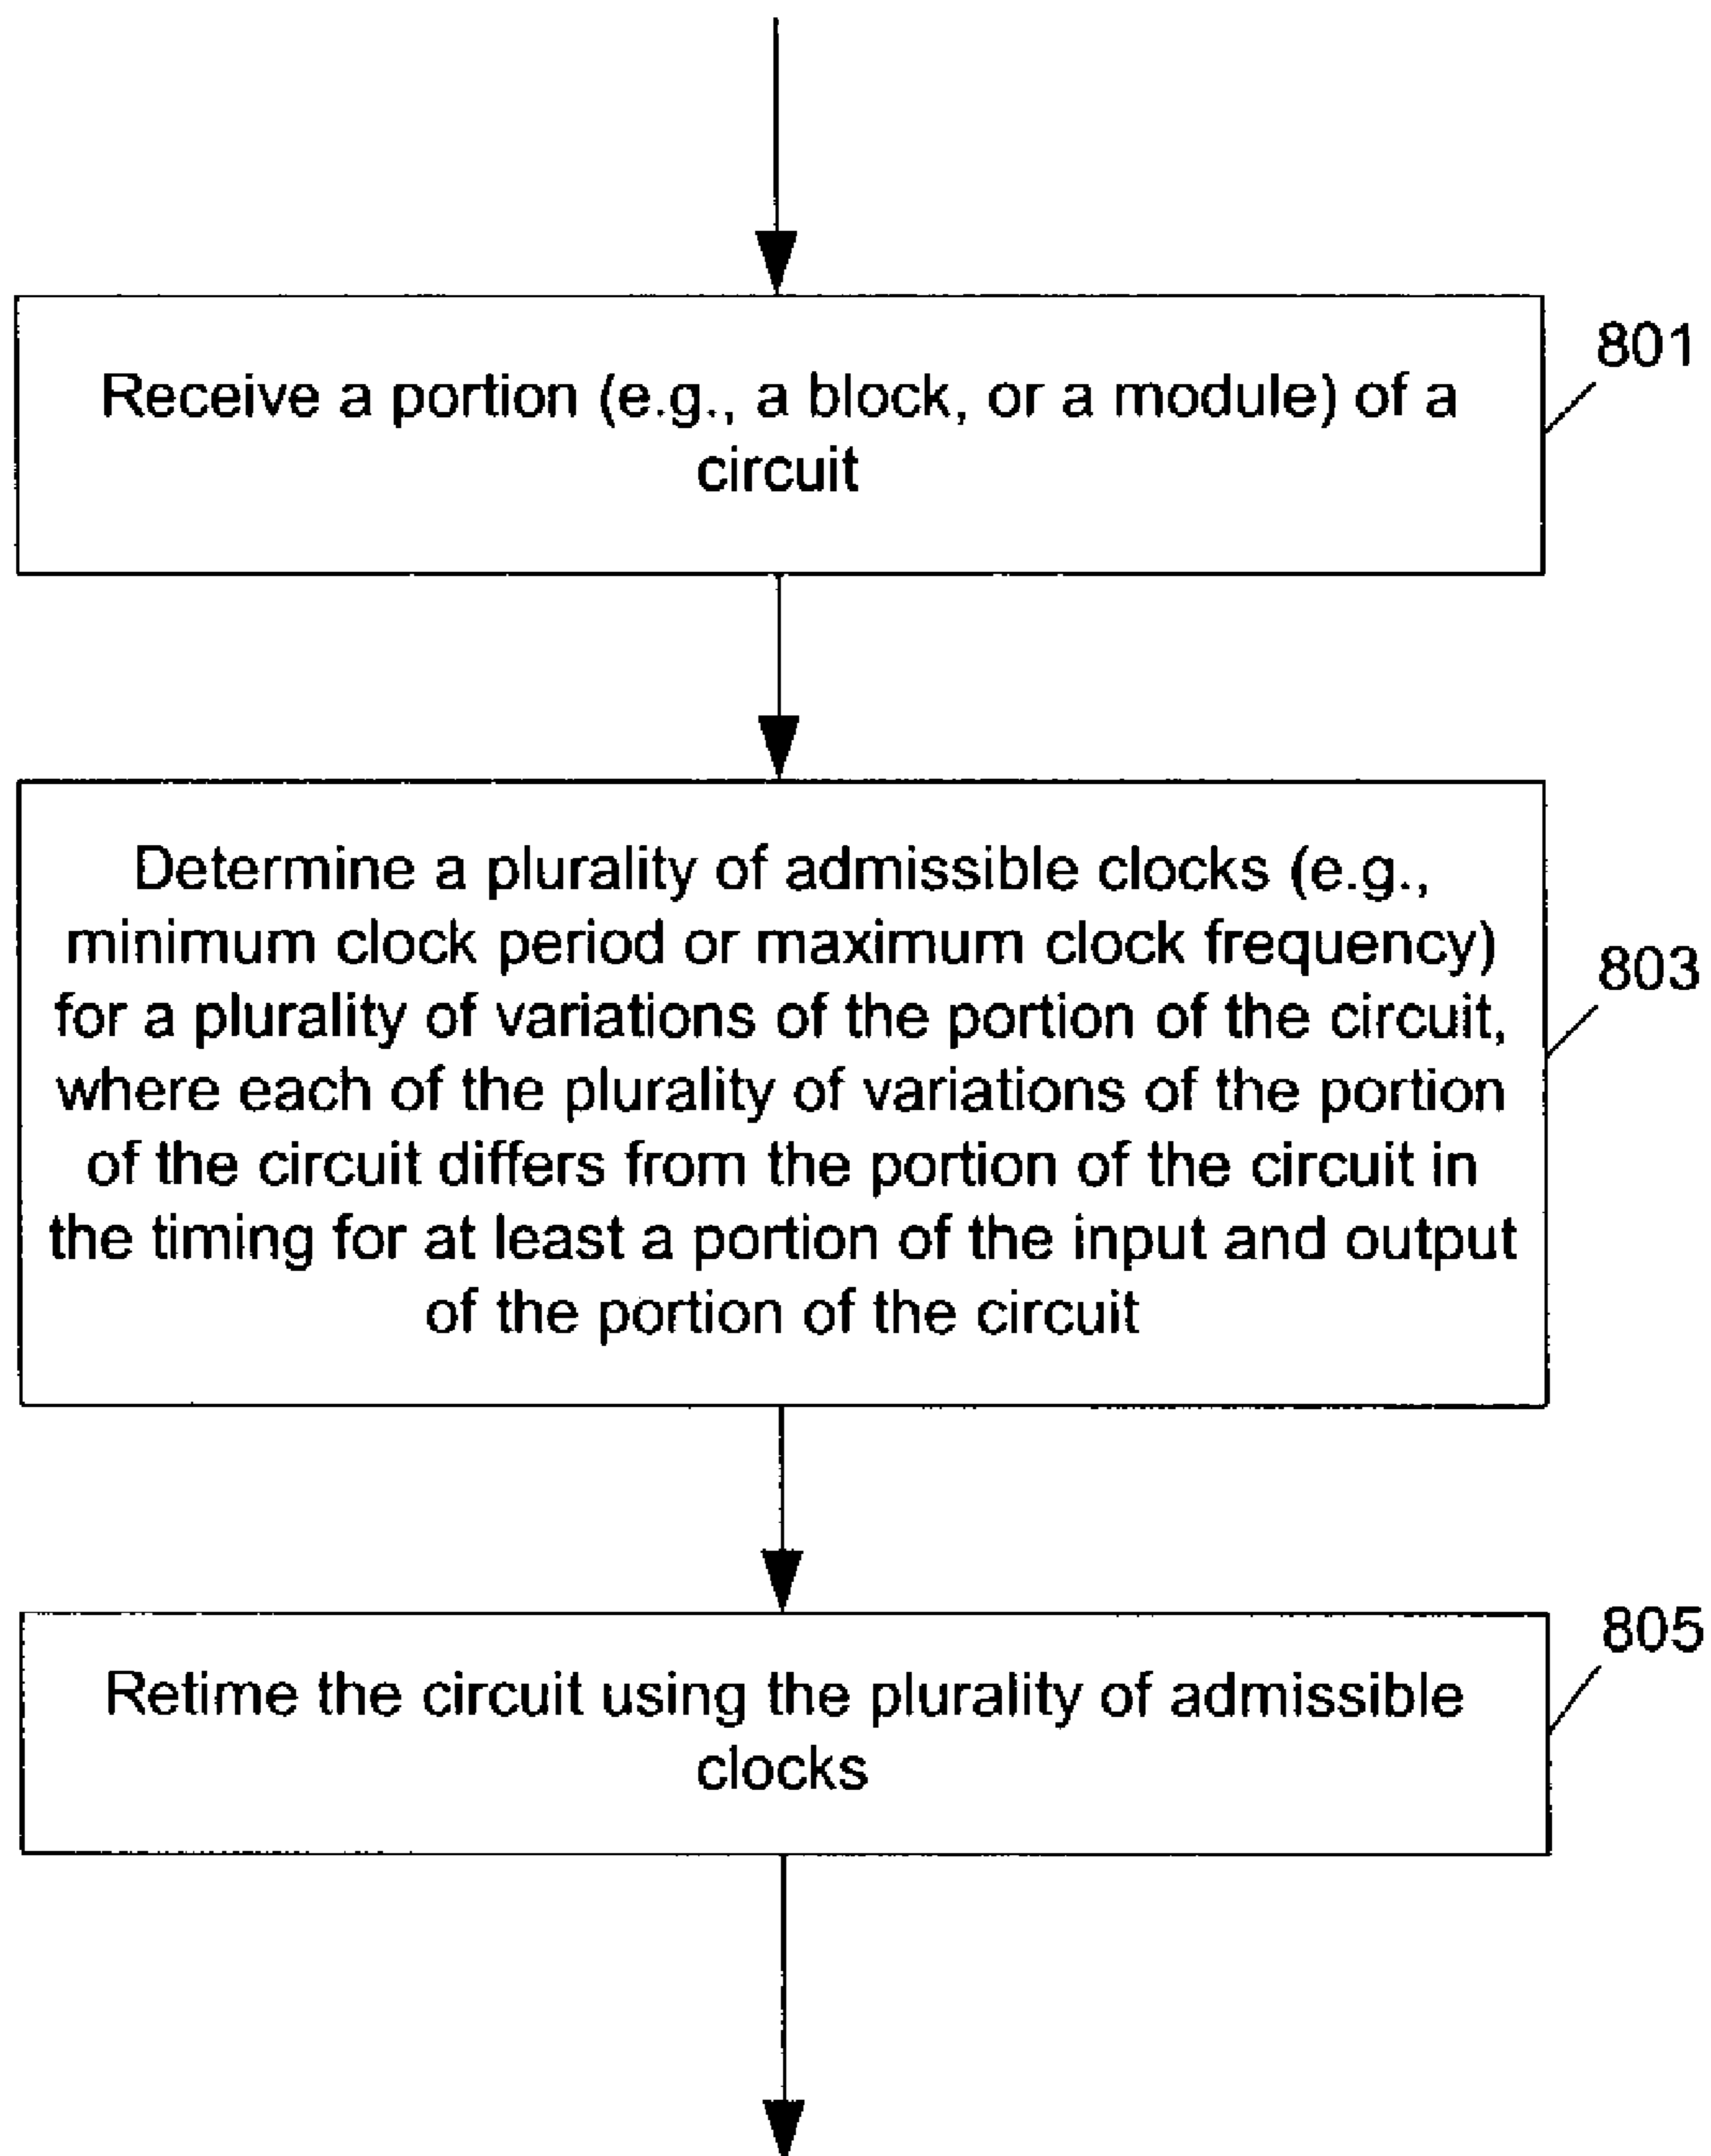 Receive a portion (e.g., a block, or a module) of a
circuit
801
Determine a plurality of admissible clocks (e.g.,
minimum clock period or maximum clock frequency)
for a plurality of variations of the portion of the circuit,
where each of the plurality of variations of the portion
of the circuit differs from the portion of the circuit in
the timing for at least a portion of the input and output
of the portion of the circuit
803
Retime the circuit using the plurality of admissible
clocks
805